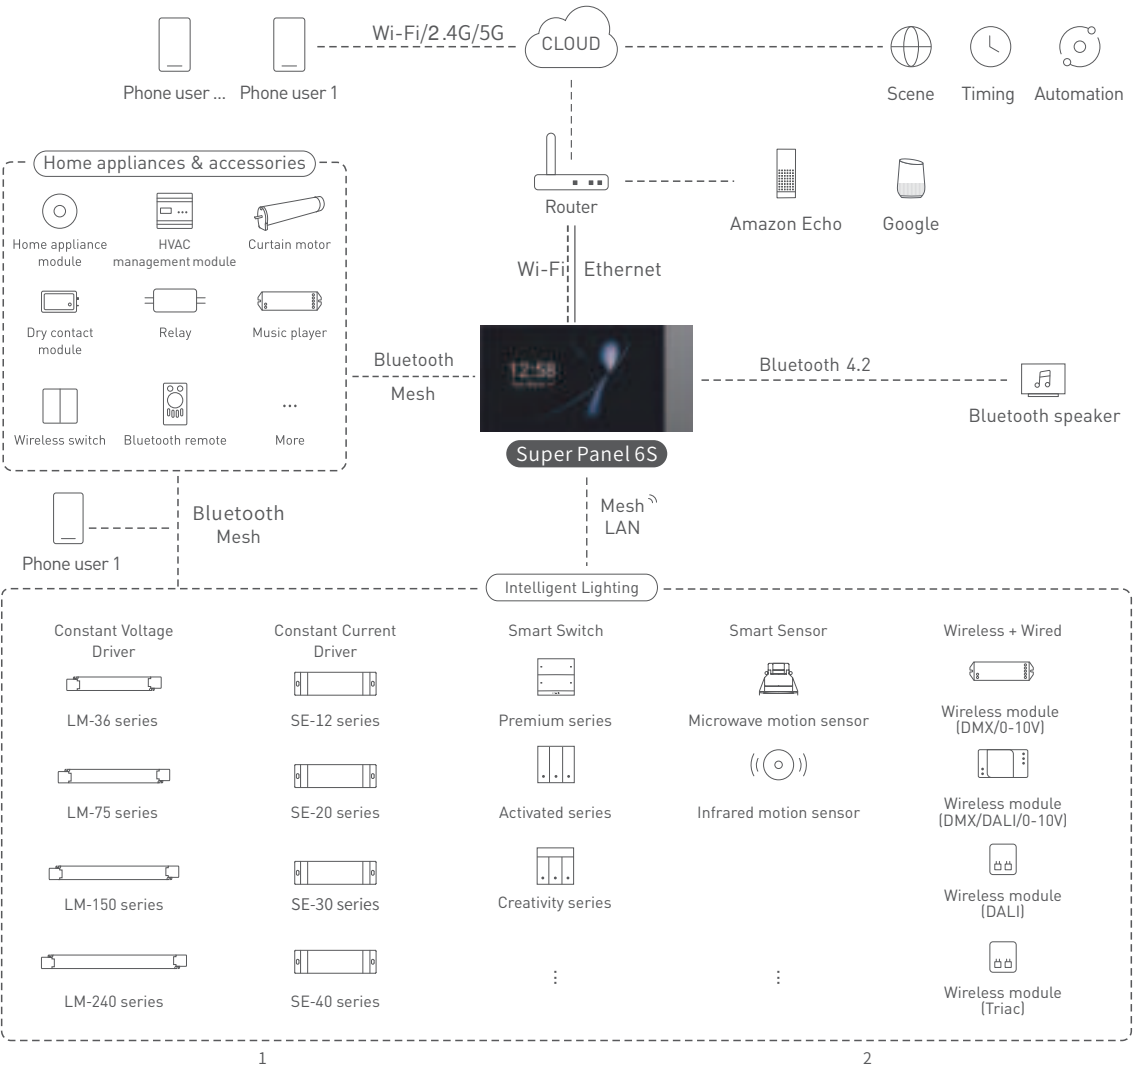 Wi-Fi/2.4G/5G
CLOUD
Phone user ...
Phone user 1
Scene
Timing
Automation
Home appliances & accessories
Home appliance
module
HVAC
management module
Curtain motor
Dry contact
module
Relay
Music player
Wireless switch
Bluetooth remote
...
More
Router
Amazon Echo
Google
Wi-Fi
Ethernet
Bluetooth
Mesh
12:58
Super Panel 6S
Bluetooth 4.2
Bluetooth speaker
Phone user 1
Bluetooth
Mesh
Mesh
LAN
Intelligent Lighting
Constant Voltage
Driver
LM-36 series
LM-75 series
LM-150 series
LM-240 series
Constant Current
Driver
SE-12 series
SE-20 series
SE-30 series
SE-40 series
Smart Switch
Premium series
Activated series
Creativity series
⋮
Smart Sensor
Microwave motion sensor
Infrared motion sensor
⋮
Wireless + Wired
Wireless module
(DMX/0-10V)
Wireless module
(DMX/DALI/0-10V)
Wireless module
(DALI)
Wireless module
(Triac)
1
2